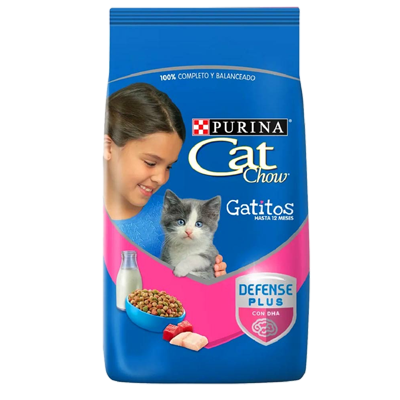 100% COMPLETO Y BALANCEADO
PURINA
Cat
Chow
Gatitos
HASTA 12 MESES
DEFENSE
PLUS
CON DHA